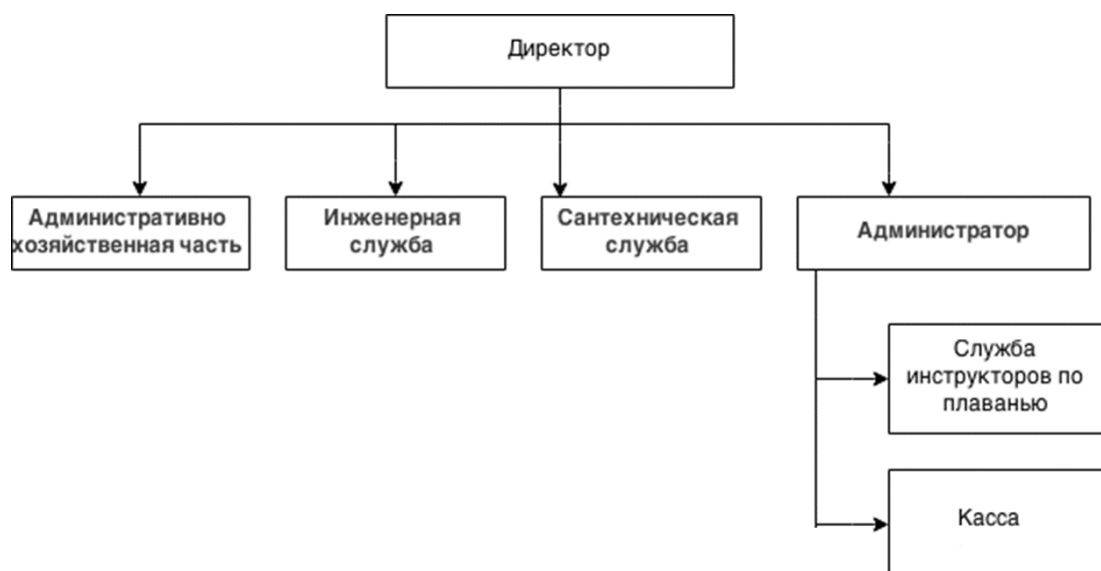 Директор
Административно
хозяйственная часть
Инженерная
служба
Сантехническая
служба
Администратор
Служба
инструкторов по
плаванью
Касса